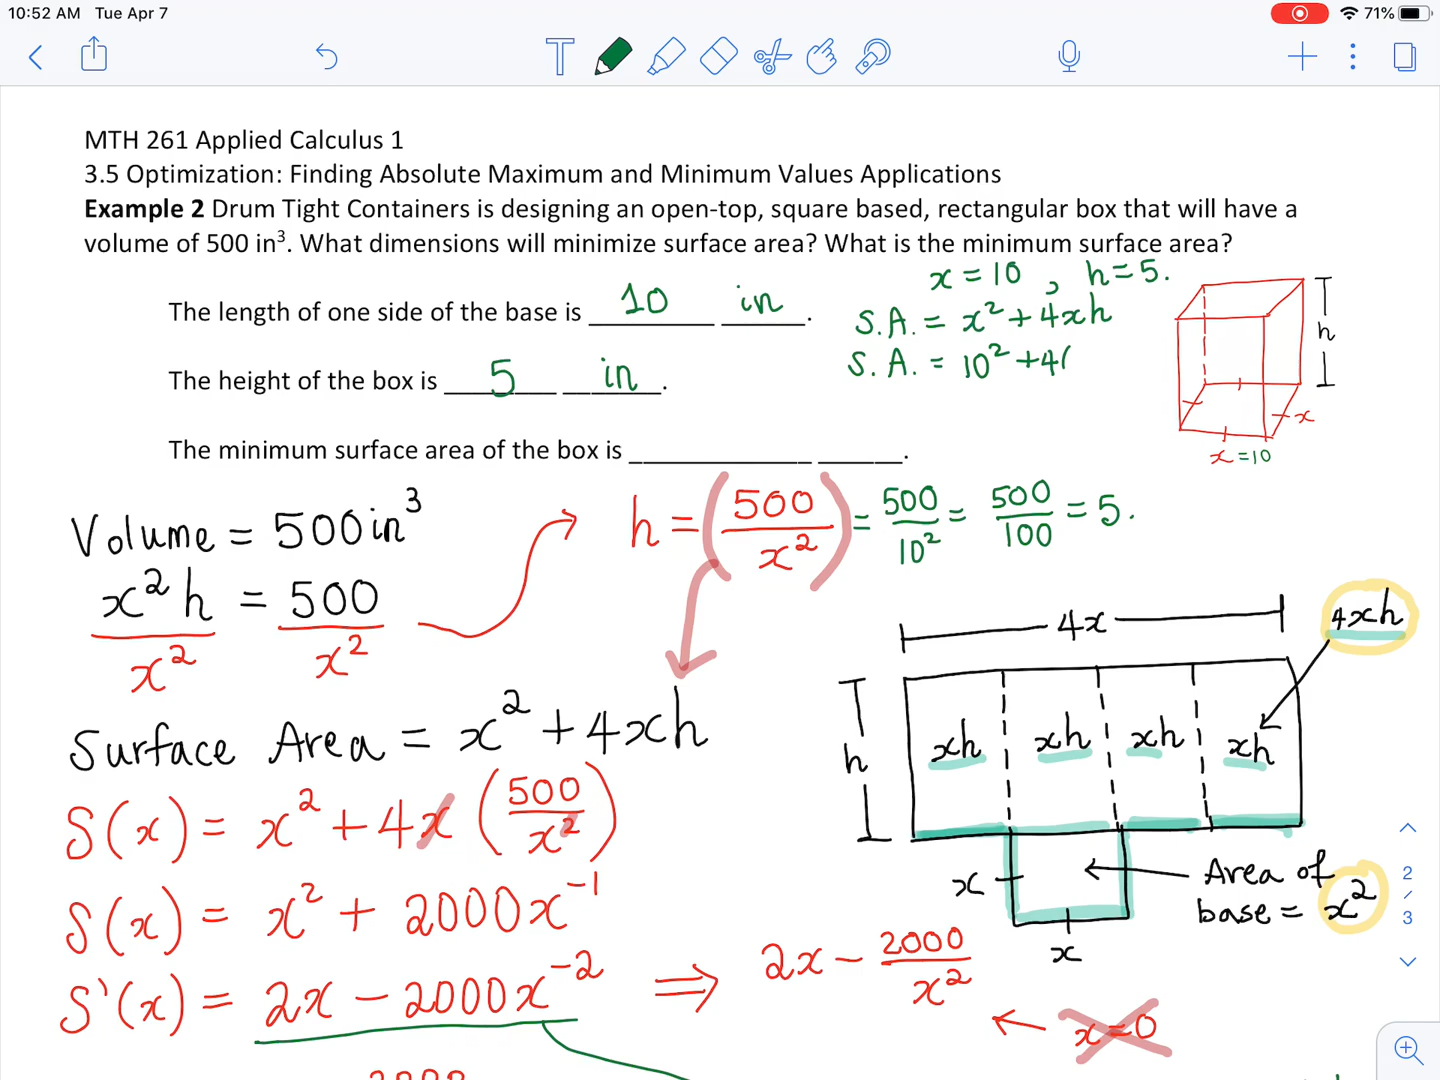 10:52 AM Tue Apr 7
71%
MTH 261 Applied Calculus 1
3.5 Optimization: Finding Absolute Maximum and Minimum Values Applications
Example 2 Drum Tight Containers is designing an open-top, square based, rectangular box that will have a
volume of 500 in³. What dimensions will minimize surface area? What is the minimum surface area?
x = 10 , h = 5.
The length of one side of the base is 10 in.
S.A. = x² + 4xh
The height of the box is 5 in.
S.A. = 10² + 4(
h
x
x = 10
The minimum surface area of the box is ______________ _______.
Volume = 500 in³
h = (500/x²) = 500/10² = 500/100 = 5.
x²h = 500
x² x²
4x
4xh
Surface Area = x² + 4xh
h
xh xh xh xh
S(x) = x² + 4x (500/x²)
x
Area of
base = x²
x
S(x) = x² + 2000x⁻¹
S'(x) = 2x − 2000x⁻² ⇒ 2x − 2000/x²
← x = 0
2000
2
/
3